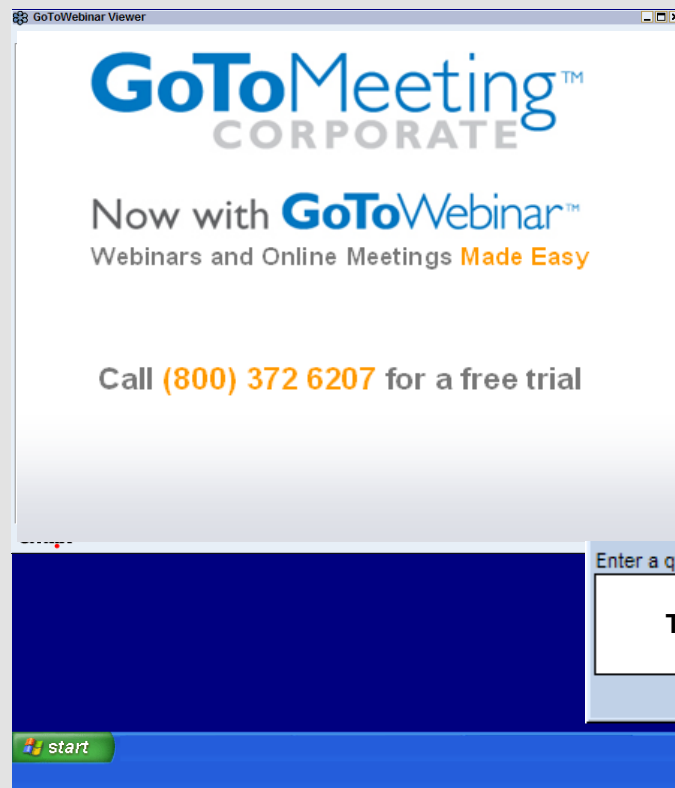 GoToWebinar Viewer
GoToMeeting™
CORPORATE
Now with GoToWebinar™
Webinars and Online Meetings Made Easy
Call (800) 372 6207 for a free trial
Enter a q
T
start